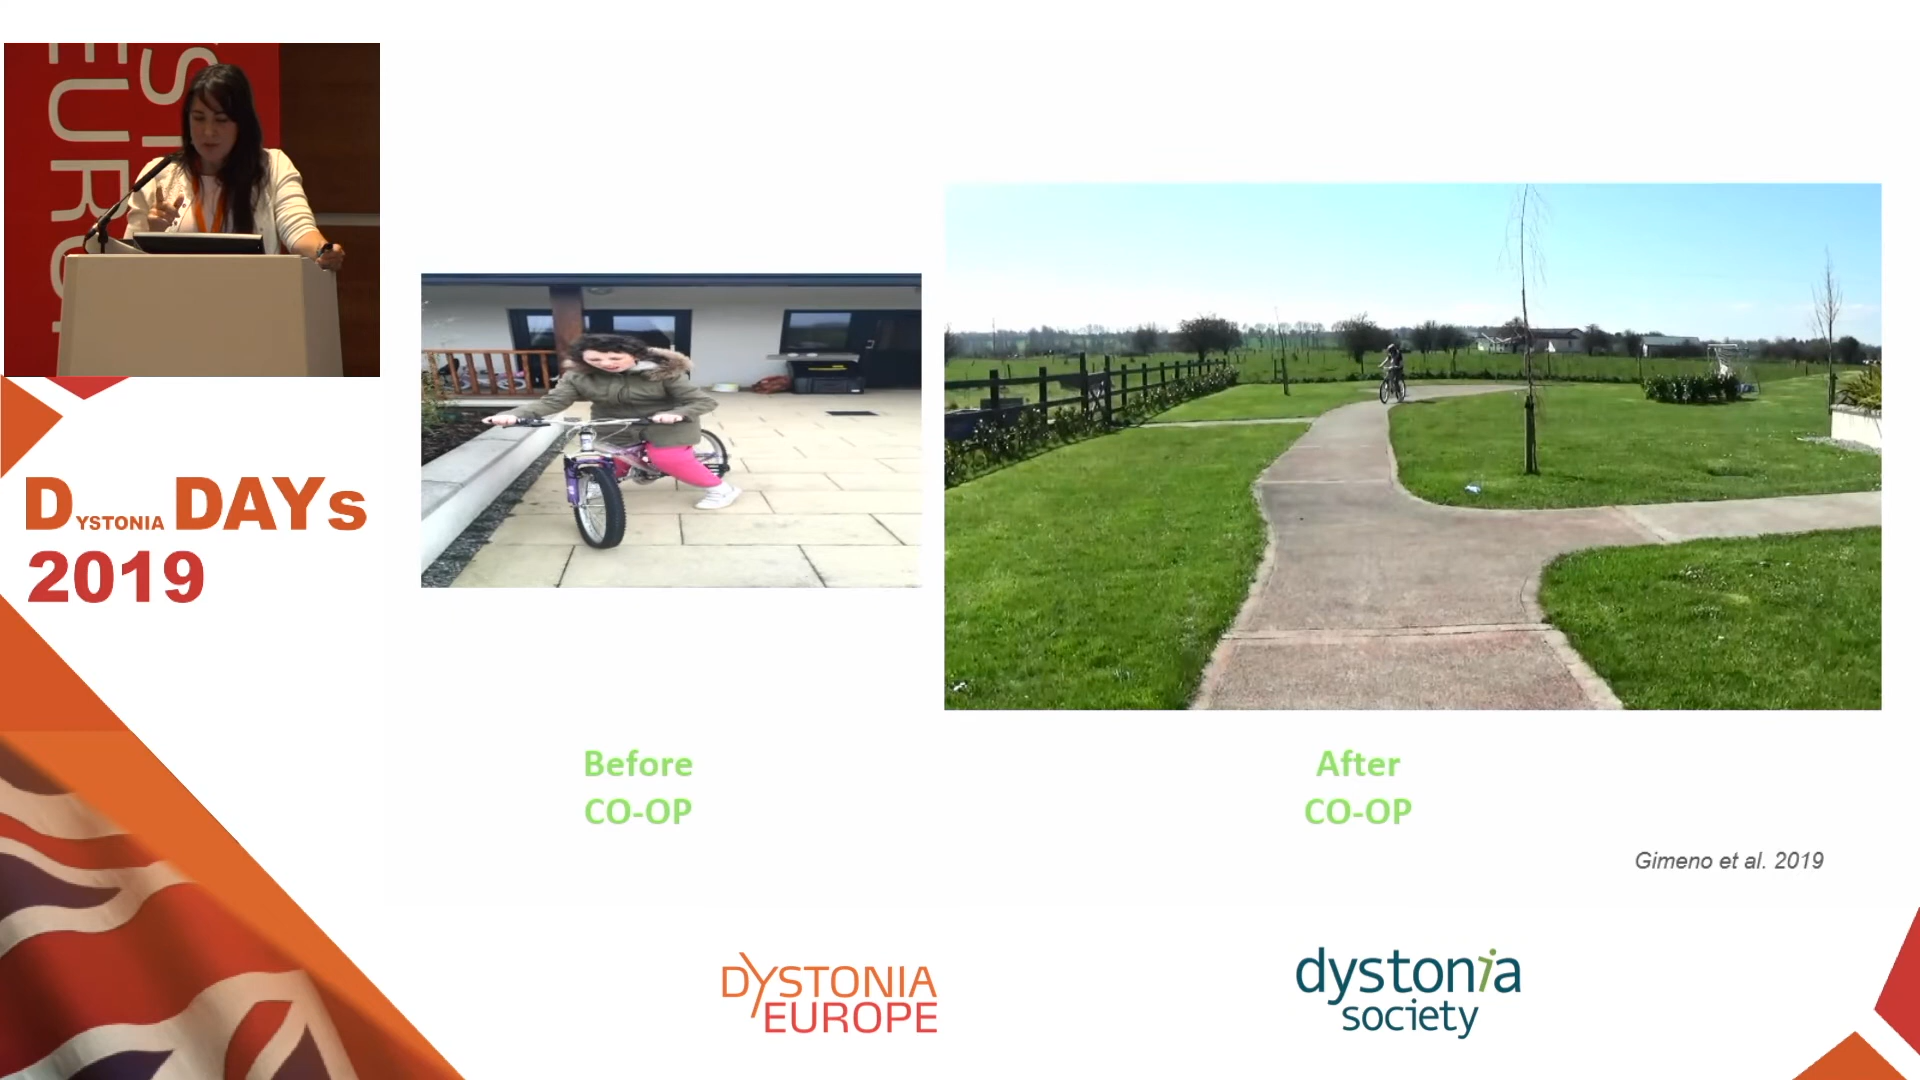 DYSTONIA DAYs
2019
Before
CO-OP
After
CO-OP
Gimeno et al. 2019
DYSTONIA
EUROPE
dystonia
society